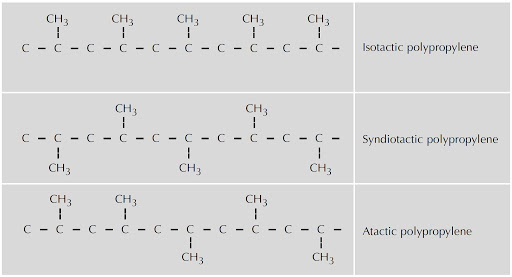 CH3 CH3 CH3 CH3 CH3
C – C – C – C – C – C – C – C – C – C –
Isotactic polypropylene
CH3 CH3
C – C – C – C – C – C – C – C – C – C –
Syndiotactic polypropylene
CH3 CH3 CH3
CH3 CH3 CH3
C – C – C – C – C – C – C – C – C – C –
Atactic polypropylene
CH3 CH3